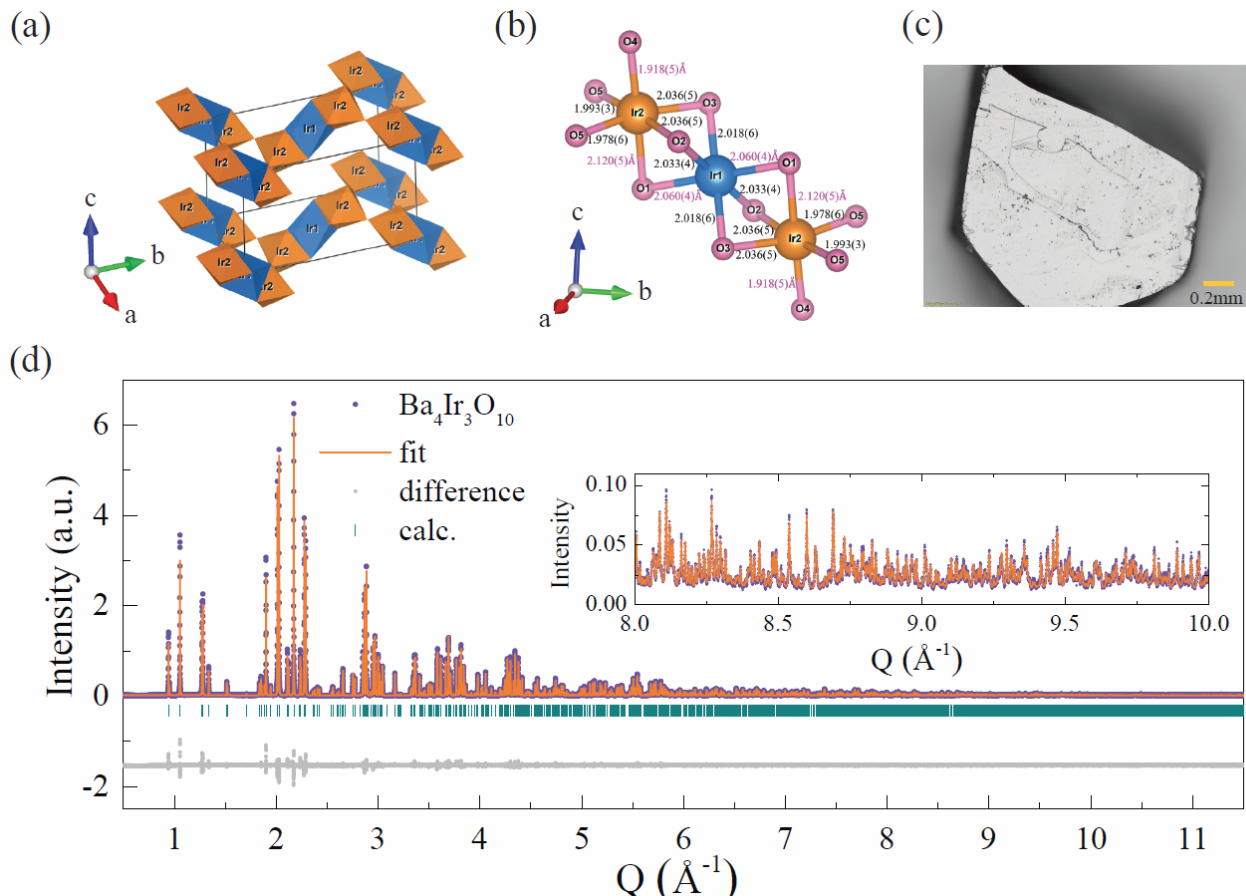 (a)
(b)
(c)
Ir2
Ir2
Ir2
Ir2
Ir1
Ir2
Ir2
Ir2
Ir2
Ir2
Ir2
Ir2
Ir2
Ir2
Ir1
Ir2
Ir2
Ir2
Ir2
c
b
a
O4
1.918(5)Å
O5
1.993(3)
2.036(5)
O3
Ir2
2.036(5)
O5
1.978(6)
O2
2.018(6)
2.120(5)Å
2.033(4)
2.060(4)Å
O1
Ir1
O1
2.060(4)Å
2.033(4)
2.120(5)Å
O2
1.978(6)
O5
2.018(6)
2.036(5)
Ir2
1.993(3)
O3
2.036(5)
O5
1.918(5)Å
O4
c
b
a
0.2mm
(d)
Intensity (a.u.)
6
4
2
0
-2
Ba4Ir3O10
fit
difference
calc.
Intensity
0.10
0.05
0.00
8.0 8.5 9.0 9.5 10.0
Q (Å-1)
1 2 3 4 5 6 7 8 9 10 11
Q (Å-1)